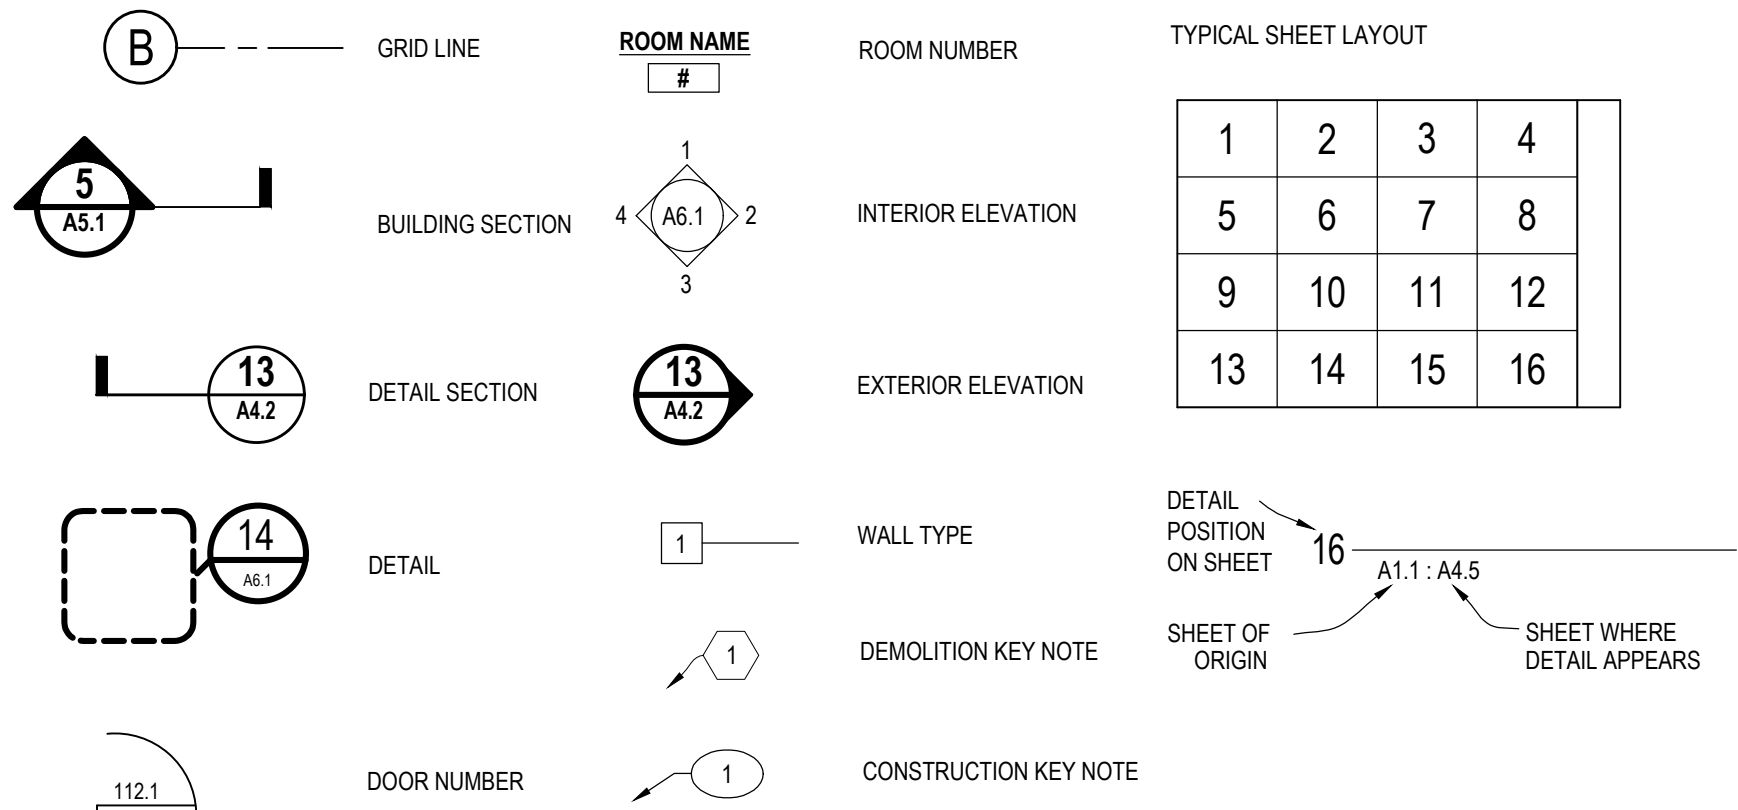 B
GRID LINE
5
A5.1
BUILDING SECTION
13
A4.2
DETAIL SECTION
14
A6.1
DETAIL
112.1
DOOR NUMBER
ROOM NAME
#
ROOM NUMBER
1
4 A6.1 2
3
INTERIOR ELEVATION
13
A4.2
EXTERIOR ELEVATION
1
WALL TYPE
1
DEMOLITION KEY NOTE
1
CONSTRUCTION KEY NOTE
TYPICAL SHEET LAYOUT
1 2 3 4
5 6 7 8
9 10 11 12
13 14 15 16
DETAIL
POSITION
ON SHEET
16
A1.1 : A4.5
SHEET OF
ORIGIN
SHEET WHERE
DETAIL APPEARS